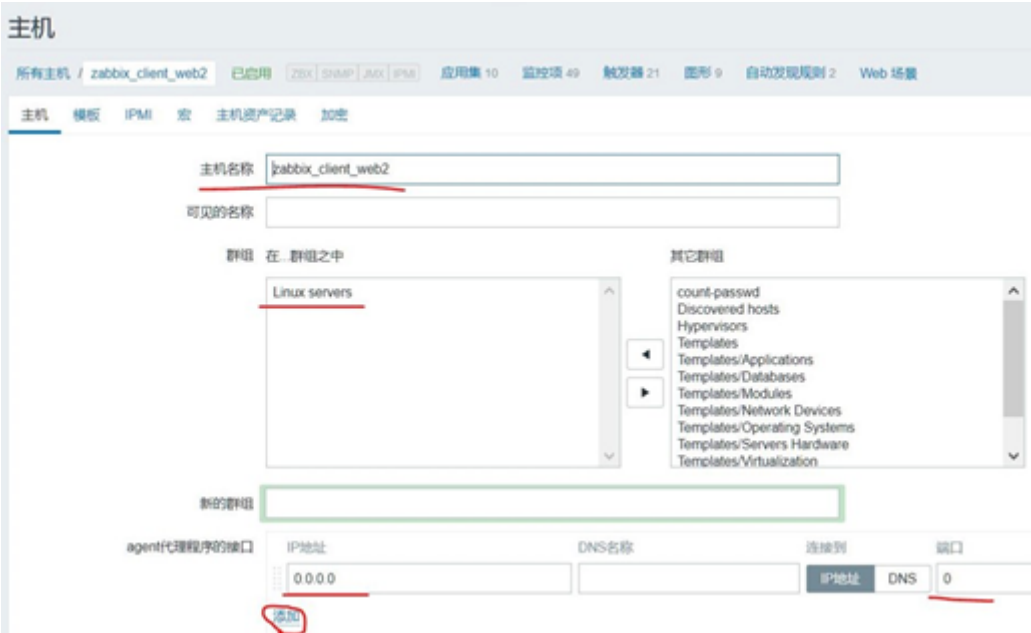 主机
所有主机 / zabbix_client_web2 已启用 ZBX SNMP JMX IPMI 应用集 10 监控项 49 触发器 21 图形 9 自动发现规则 2 Web 场景
主机 模板 IPMI 宏 主机资产记录 加密
主机名称 zabbix_client_web2
可见的名称
群组 在...群组之中 其它群组
Linux servers
count-passwd
Discovered hosts
Hypervisors
Templates
Templates/Applications
Templates/Databases
Templates/Modules
Templates/Network Devices
Templates/Operating Systems
Templates/Servers Hardware
Templates/Virtualization
新的群组
agent代理程序的接口 IP地址 DNS名称 连接到 端口
0.0.0.0 IP地址 DNS 0
添加